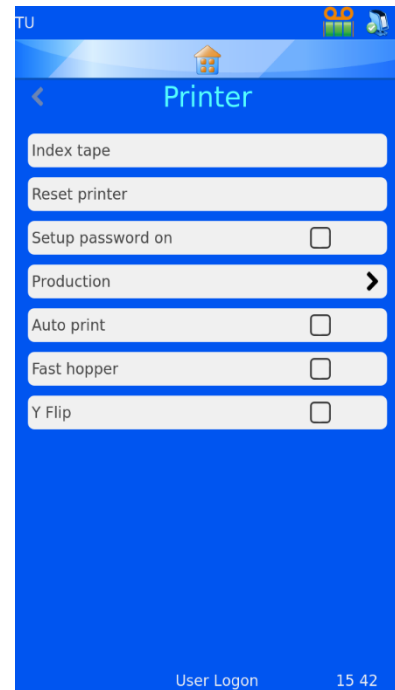 TU
Printer
Index tape
Reset printer
Setup password on
Production
Auto print
Fast hopper
Y Flip
User Logon 15 42